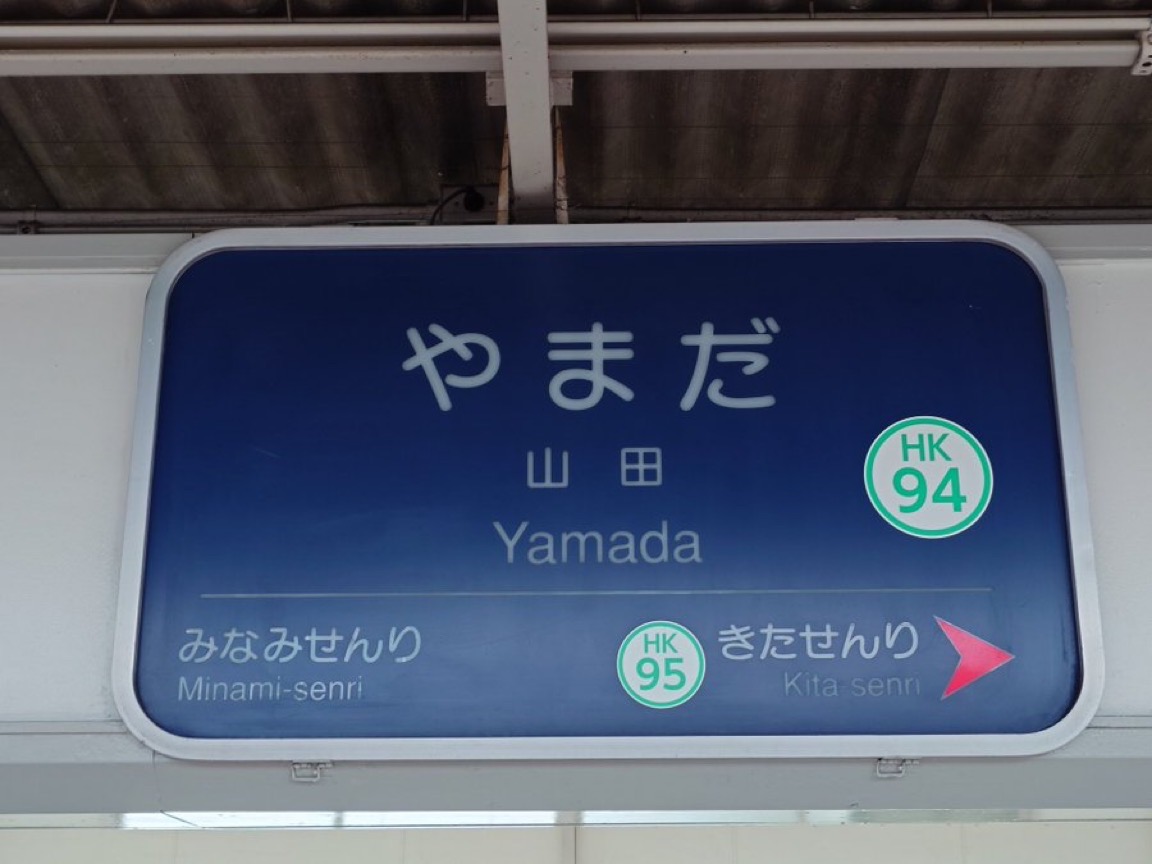 やまだ
山田
Yamada
HK
94
みなみせんり
Minami-senri
HK
95
きたせんり
Kita-senri